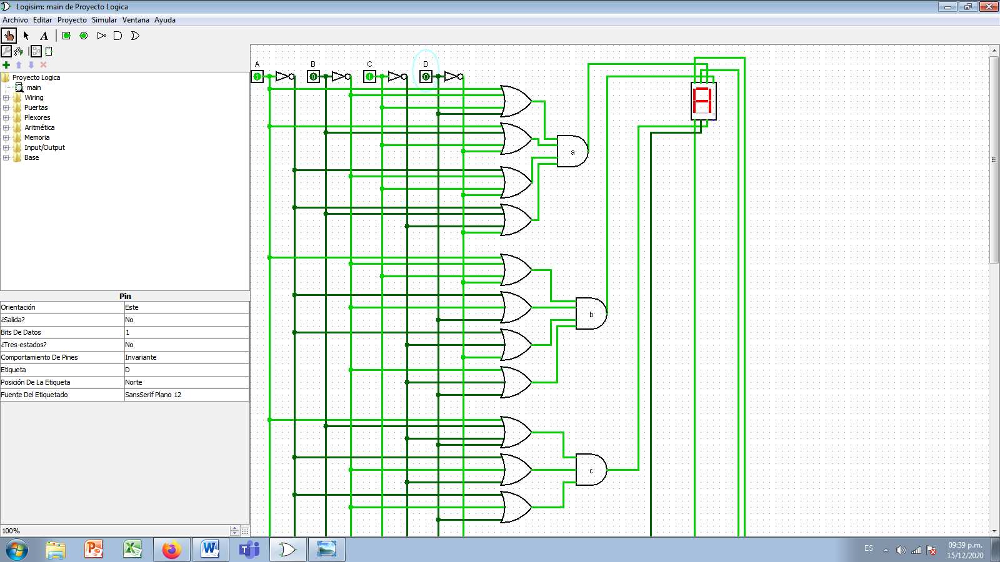 Logisim: main de Proyecto Logica
Archivo Editar Proyecto Simular Ventana Ayuda
A
Proyecto Logica
main
Wiring
Puertas
Plexores
Aritmética
Memoria
Input/Output
Base
Pin
Orientación Este
¿Salida? No
Bits De Datos 1
¿Tres-estados? No
Comportamiento De Pines Invariante
Etiqueta D
Posición De La Etiqueta Norte
Fuente Del Etiquetado SansSerif Plano 12
100%
A B C D
1 0 1 0
a
b
c
ES
09:39 p.m.
15/12/2020